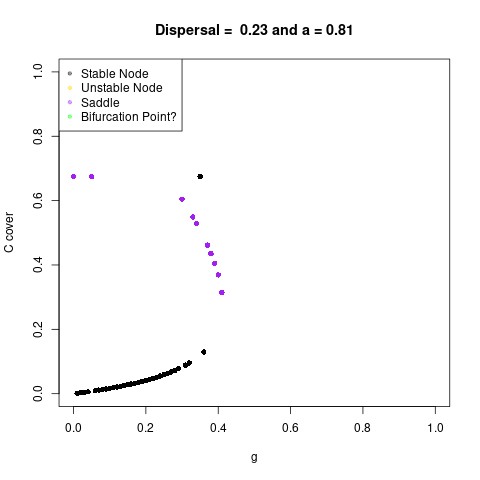 Dispersal =  0.23 and a = 0.81
Stable Node
Unstable Node
Saddle
Bifurcation Point?
C cover
1.0
0.8
0.6
0.4
0.2
0.0
0.0 0.2 0.4 0.6 0.8 1.0
g